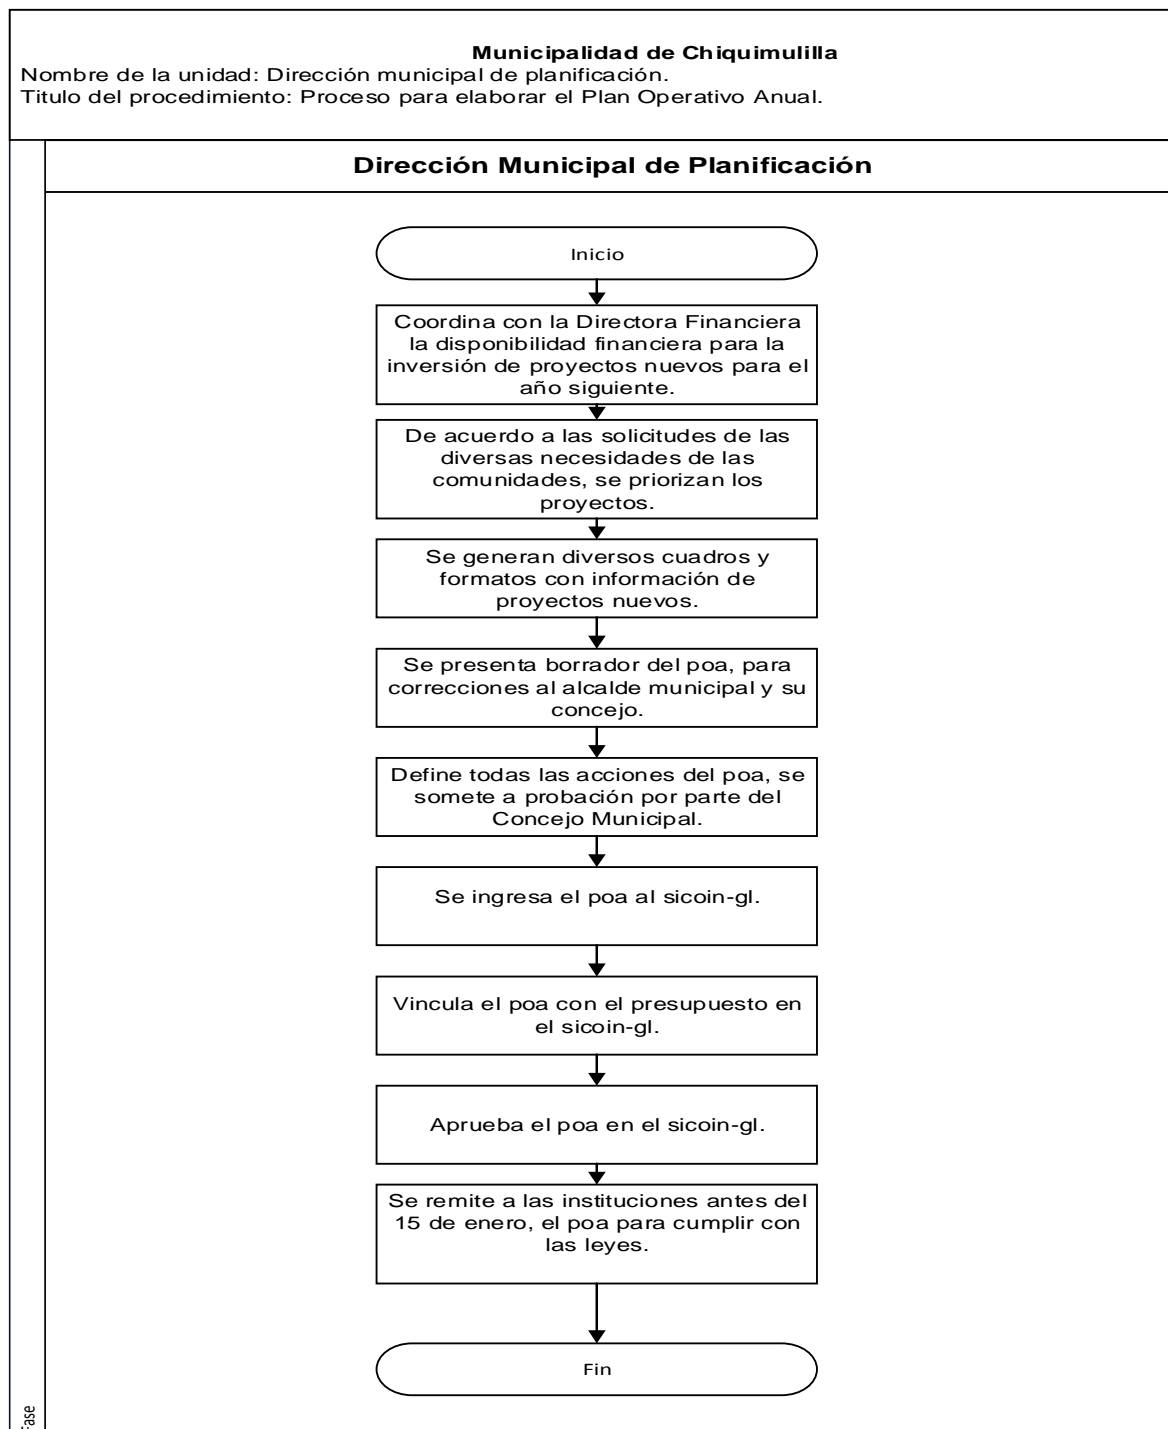 Municipalidad de Chiquimulilla
Nombre de la unidad: Dirección municipal de planificación.
Titulo del procedimiento: Proceso para elaborar el Plan Operativo Anual.
Dirección Municipal de Planificación
Inicio
Coordina con la Directora Financiera
la disponibilidad financiera para la
inversión de proyectos nuevos para el
año siguiente.
De acuerdo a las solicitudes de las
diversas necesidades de las
comunidades, se priorizan los
proyectos.
Se generan diversos cuadros y
formatos con información de
proyectos nuevos.
Se presenta borrador del poa, para
correcciones al alcalde municipal y su
concejo.
Define todas las acciones del poa, se
somete a probación por parte del
Concejo Municipal.
Se ingresa el poa al sicoin-gl.
Vincula el poa con el presupuesto en
el sicoin-gl.
Aprueba el poa en el sicoin-gl.
Se remite a las instituciones antes del
15 de enero, el poa para cumplir con
las leyes.
Fin
Fase